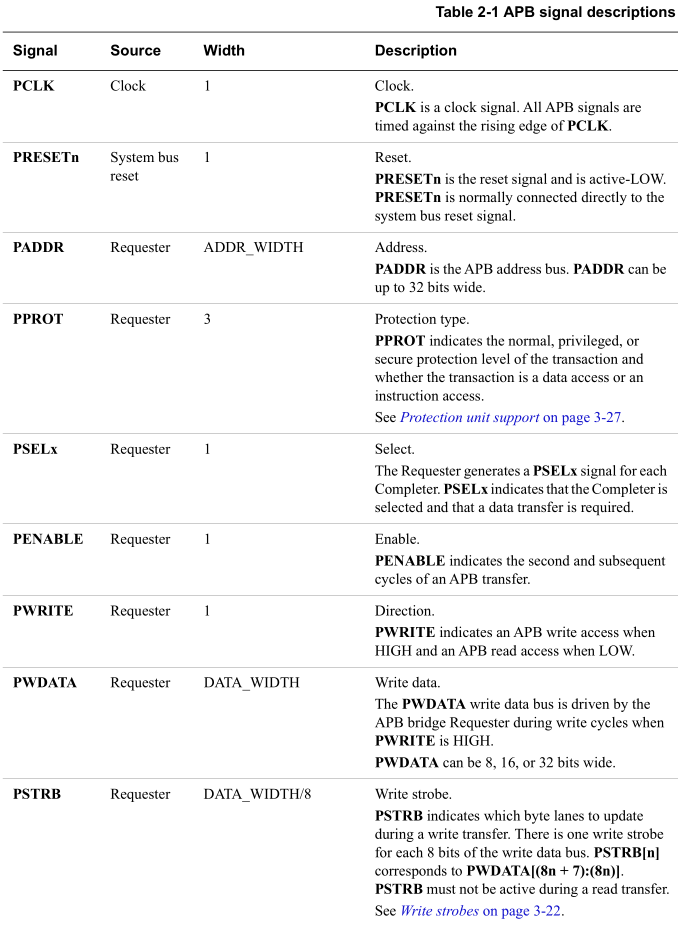 Table 2-1 APB signal descriptions
Signal Source Width Description
PCLK Clock 1 Clock.
PCLK is a clock signal. All APB signals are
timed against the rising edge of PCLK.
PRESETn System bus 1 Reset.
reset
PRESETn is the reset signal and is active-LOW.
PRESETn is normally connected directly to the
system bus reset signal.
PADDR Requester ADDR_WIDTH Address.
PADDR is the APB address bus. PADDR can be
up to 32 bits wide.
PPROT Requester 3 Protection type.
PPROT indicates the normal, privileged, or
secure protection level of the transaction and
whether the transaction is a data access or an
instruction access.
See Protection unit support on page 3-27.
PSELx Requester 1 Select.
The Requester generates a PSELx signal for each
Completer. PSELx indicates that the Completer is
selected and that a data transfer is required.
PENABLE Requester 1 Enable.
PENABLE indicates the second and subsequent
cycles of an APB transfer.
PWRITE Requester 1 Direction.
PWRITE indicates an APB write access when
HIGH and an APB read access when LOW.
PWDATA Requester DATA_WIDTH Write data.
The PWDATA write data bus is driven by the
APB bridge Requester during write cycles when
PWRITE is HIGH.
PWDATA can be 8, 16, or 32 bits wide.
PSTRB Requester DATA_WIDTH/8 Write strobe.
PSTRB indicates which byte lanes to update
during a write transfer. There is one write strobe
for each 8 bits of the write data bus. PSTRB[n]
corresponds to PWDATA[(8n + 7):(8n)].
PSTRB must not be active during a read transfer.
See Write strobes on page 3-22.